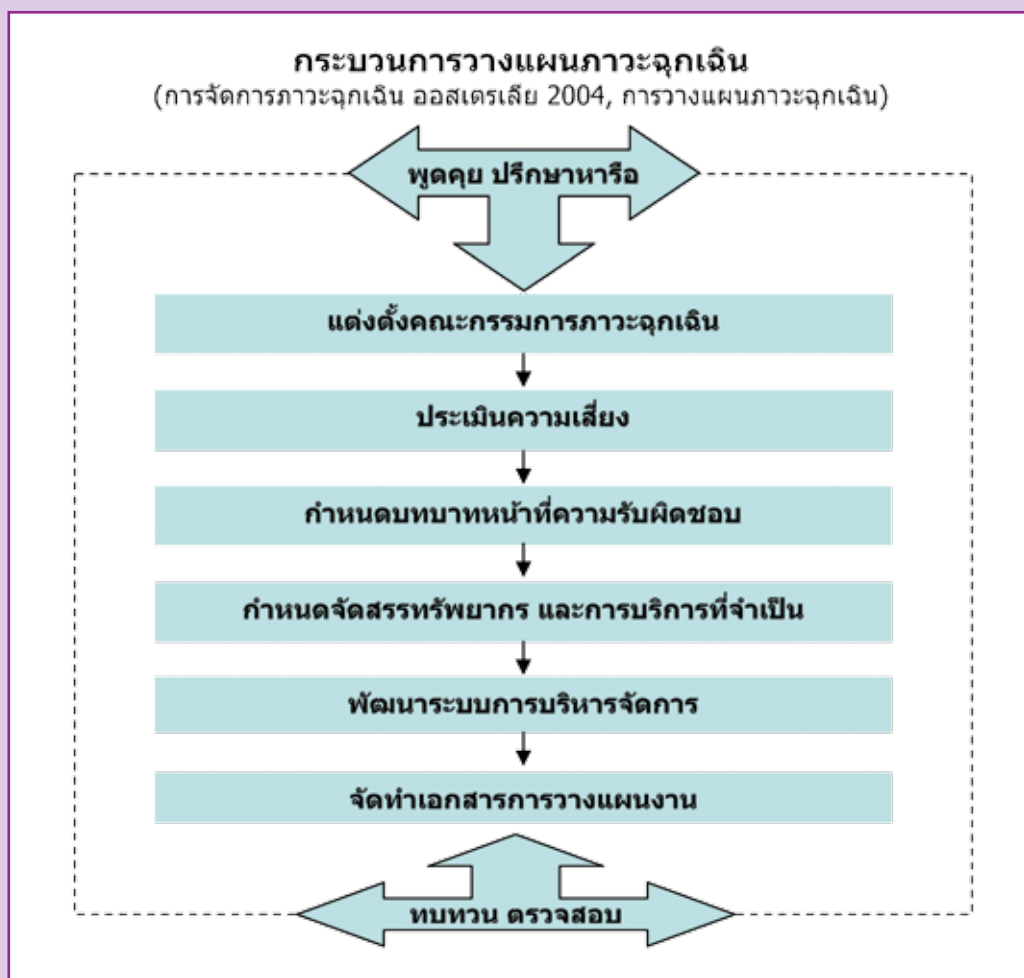 กระบวนการวางแผนภาวะฉุกเฉิน
(การจัดการภาวะฉุกเฉิน ออสเตรเลีย 2004, การวางแผนภาวะฉุกเฉิน)
พูดคุย ปรึกษาหารือ
แต่งตั้งคณะกรรมการภาวะฉุกเฉิน
ประเมินความเสี่ยง
กำหนดบทบาทหน้าที่ความรับผิดชอบ
กำหนดจัดสรรทรัพยากร และการบริการที่จำเป็น
พัฒนาระบบการบริหารจัดการ
จัดทำเอกสารการวางแผนงาน
ทบทวน ตรวจสอบ